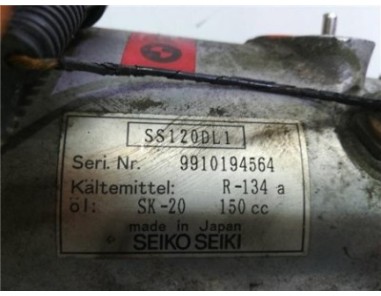 SS120DL1
Seri. Nr. 9910194564
Kältemittel: R-134 a
öl: SK-20 150 cc
made in Japan
SEIKO SEIKI